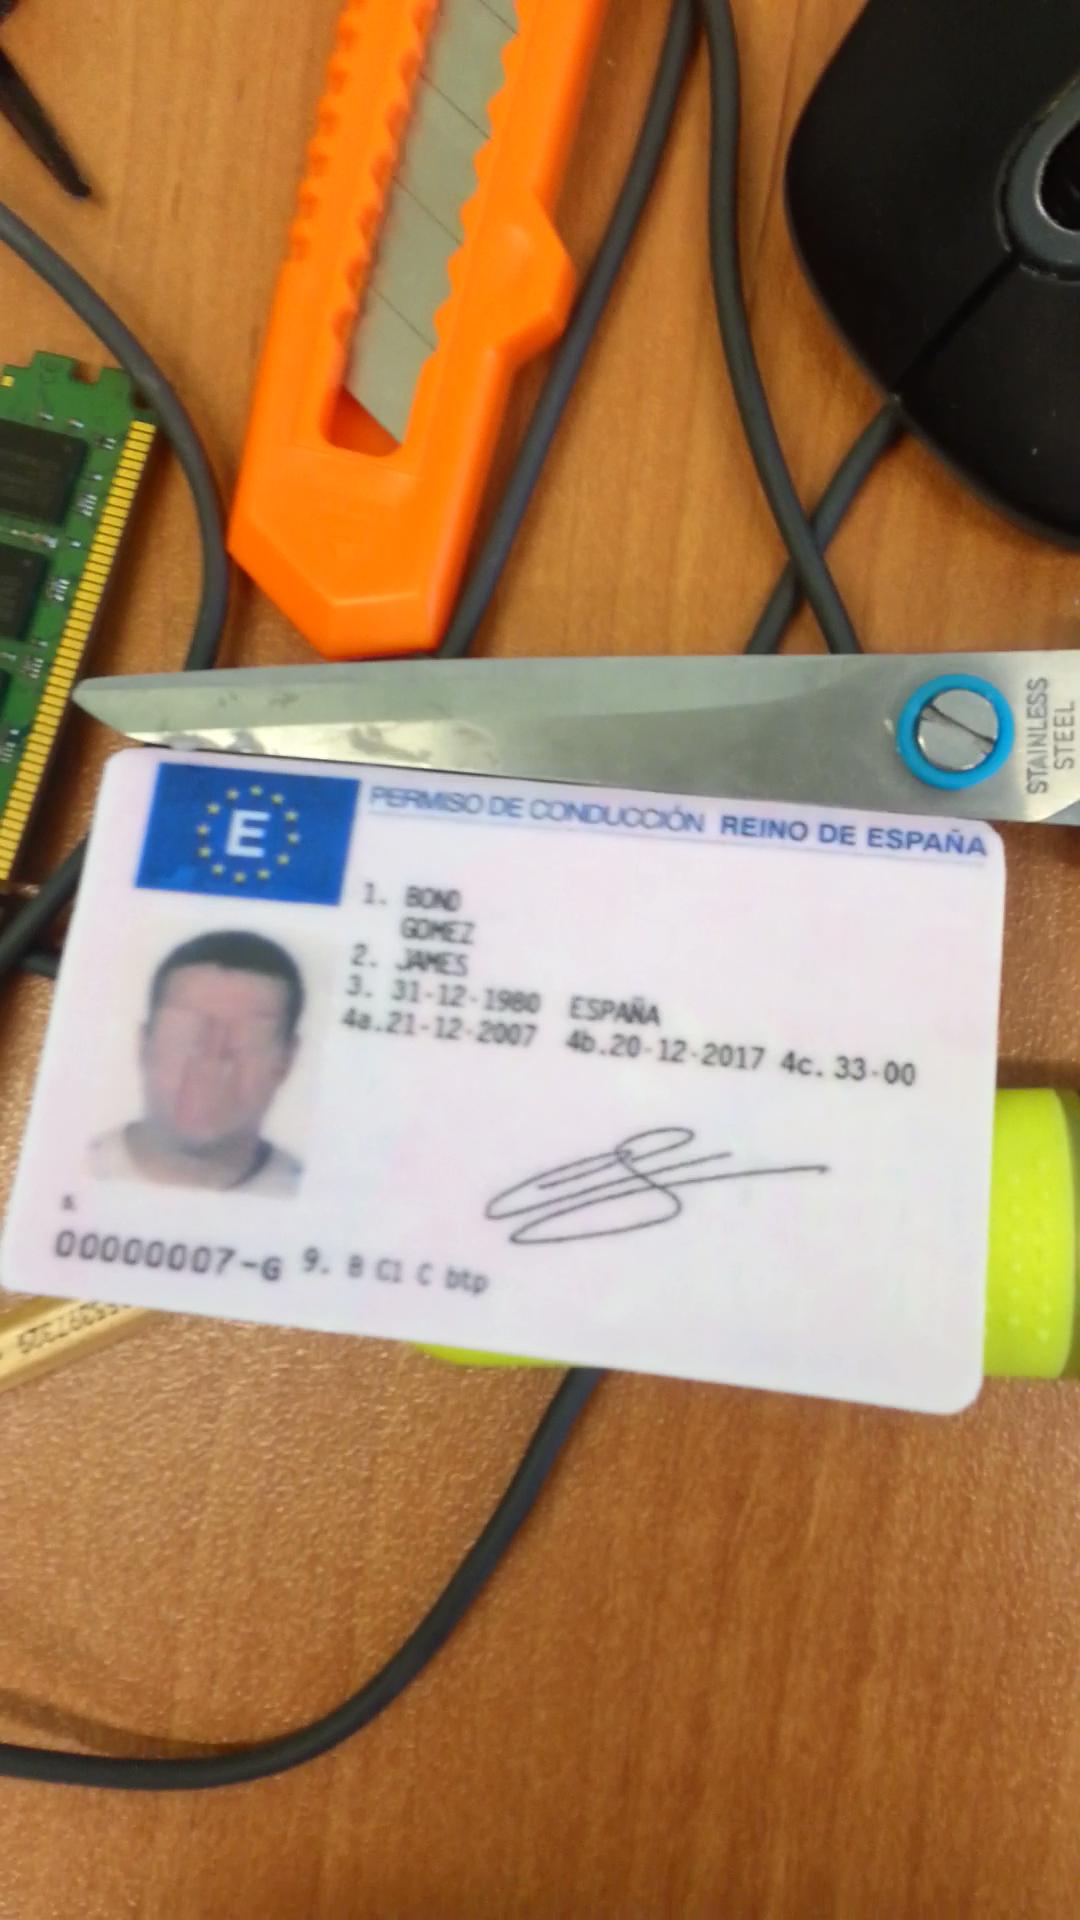 STAINLESS
STEEL
E
PERMISO DE CONDUCCIÓN REINO DE ESPAÑA
1. BOND
GOMEZ
2. JAMES
3. 31-12-1980 ESPAÑA
4a.21-12-2007 4b.20-12-2017 4c. 33-00
5.
00000007-G 9. B C1 C btp